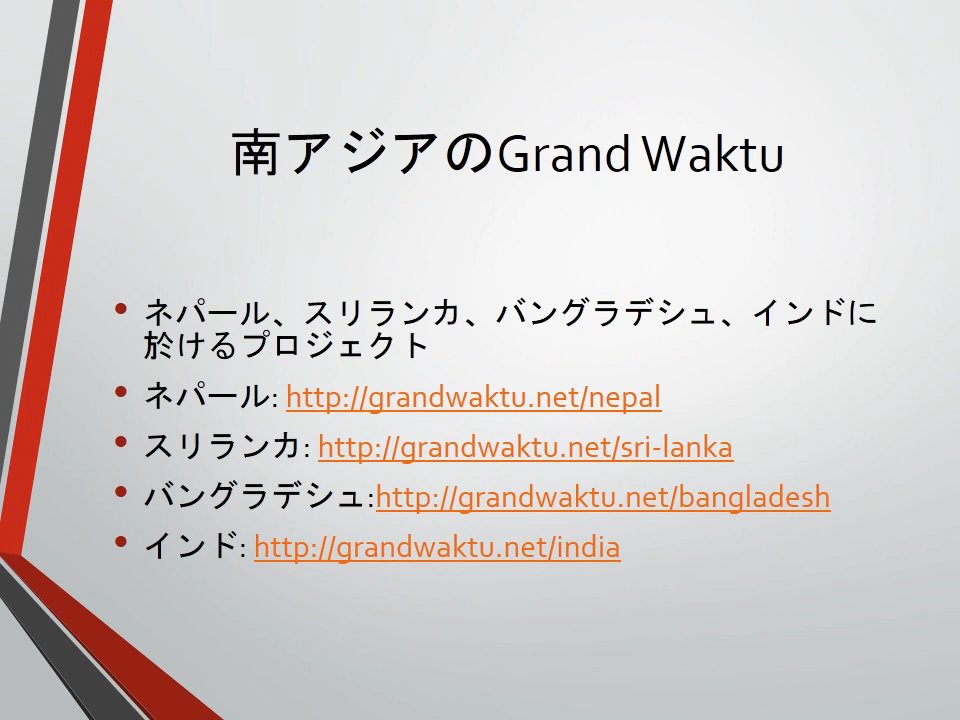 南アジアのGrand Waktu
• ネパール、スリランカ、バングラデシュ、インドに
於けるプロジェクト
• ネパール: http://grandwaktu.net/nepal
• スリランカ: http://grandwaktu.net/sri-lanka
• バングラデシュ:http://grandwaktu.net/bangladesh
• インド: http://grandwaktu.net/india